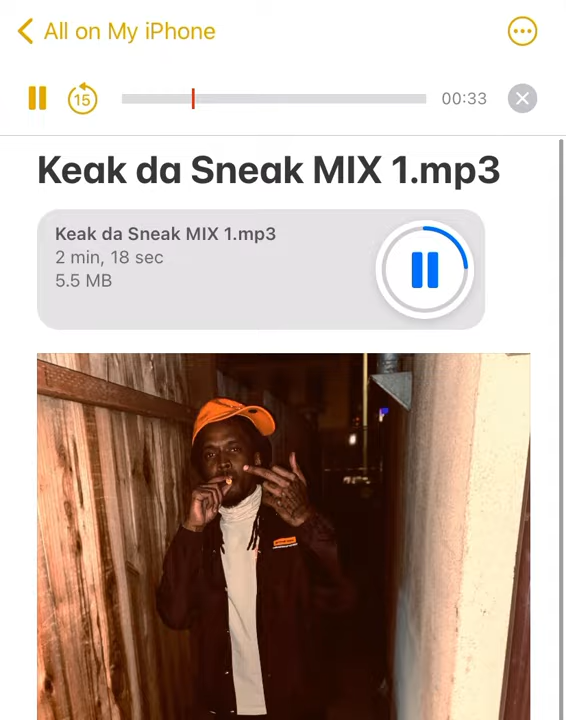 All on My iPhone
15
00:33
Keak da Sneak MIX 1.mp3
Keak da Sneak MIX 1.mp3
2 min, 18 sec
5.5 MB